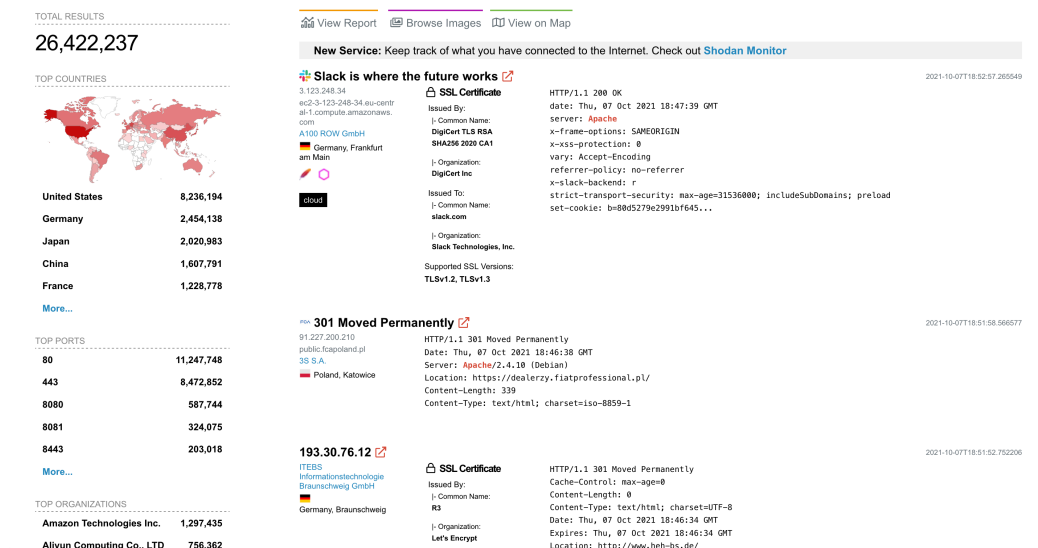 TOTAL RESULTS
26,422,237
TOP COUNTRIES
United States 8,236,194
Germany 2,454,138
Japan 2,020,983
China 1,607,791
France 1,228,778
More...
TOP PORTS
80 11,247,748
443 8,472,852
8080 587,744
8081 324,075
8443 203,018
More...
TOP ORGANIZATIONS
Amazon Technologies Inc. 1,297,435
Aliyun Computing Co., LTD 756,362
View Report Browse Images View on Map
New Service: Keep track of what you have connected to the Internet. Check out Shodan Monitor
Slack is where the future works
2021-10-07T18:52:57.265549
3.123.248.34
ec2-3-123-248-34.eu-centr
al-1.compute.amazonaws.
com
A100 ROW GmbH
Germany, Frankfurt
am Main
cloud
SSL Certificate
Issued By:
|- Common Name:
DigiCert TLS RSA
SHA256 2020 CA1
|- Organization:
DigiCert Inc
Issued To:
|- Common Name:
slack.com
|- Organization:
Slack Technologies, Inc.
Supported SSL Versions:
TLSv1.2, TLSv1.3
HTTP/1.1 200 OK
date: Thu, 07 Oct 2021 18:47:39 GMT
server: Apache
x-frame-options: SAMEORIGIN
x-xss-protection: 0
vary: Accept-Encoding
referrer-policy: no-referrer
x-slack-backend: r
strict-transport-security: max-age=31536000; includeSubDomains; preload
set-cookie: b=80d5279e2991bf645...
301 Moved Permanently
2021-10-07T18:51:58.566577
91.227.200.210
public.fcapoland.pl
3S S.A.
Poland, Katowice
HTTP/1.1 301 Moved Permanently
Date: Thu, 07 Oct 2021 18:46:38 GMT
Server: Apache/2.4.10 (Debian)
Location: https://dealerzy.fiatprofessional.pl/
Content-Length: 339
Content-Type: text/html; charset=iso-8859-1
193.30.76.12
2021-10-07T18:51:52.752206
ITEBS
Informationstechnologie
Braunschweig GmbH
Germany, Braunschweig
SSL Certificate
Issued By:
|- Common Name:
R3
|- Organization:
Let's Encrypt
HTTP/1.1 301 Moved Permanently
Cache-Control: max-age=0
Content-Length: 0
Content-Type: text/html; charset=UTF-8
Date: Thu, 07 Oct 2021 18:46:34 GMT
Expires: Thu, 07 Oct 2021 18:46:34 GMT
Location: http://www.heh-bs.de/